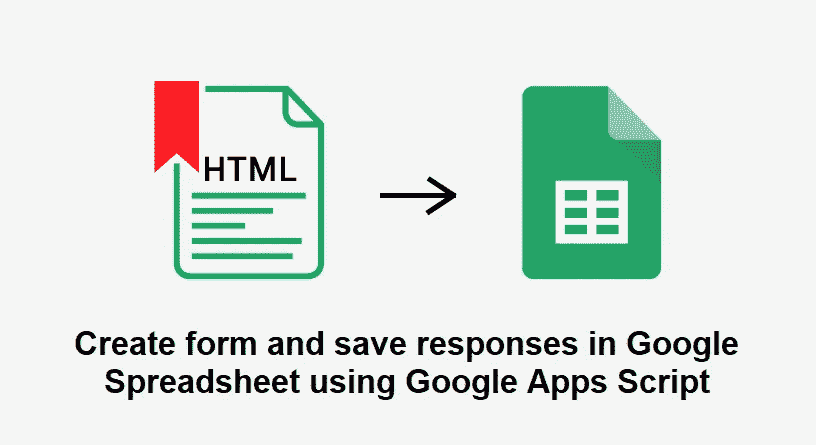 HTML
Create form and save responses in Google
Spreadsheet using Google Apps Script